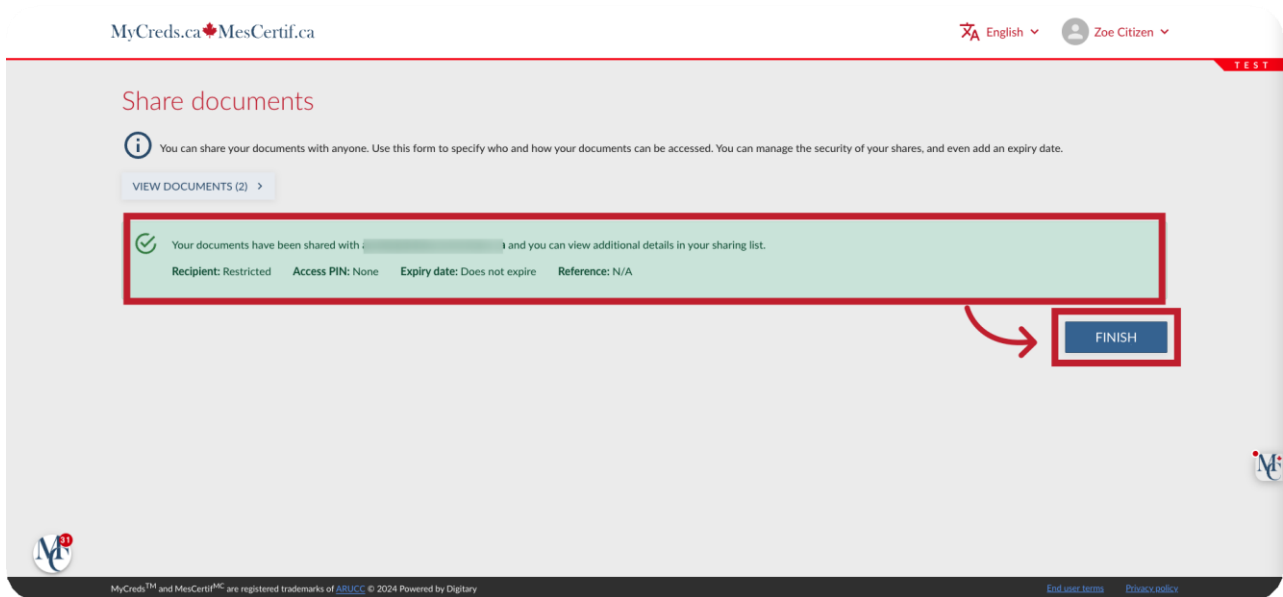 MyCreds.ca MesCertif.ca
English
Zoe Citizen
TEST
Share documents
You can share your documents with anyone. Use this form to specify who and how your documents can be accessed. You can manage the security of your shares, and even add an expiry date.
VIEW DOCUMENTS (2)
Your documents have been shared with and you can view additional details in your sharing list.
Recipient: Restricted Access PIN: None Expiry date: Does not expire Reference: N/A
FINISH
MC
31
MC
MyCreds™ and MesCertif^MC are registered trademarks of ARUCC © 2024 Powered by Digitary
End user terms Privacy policy